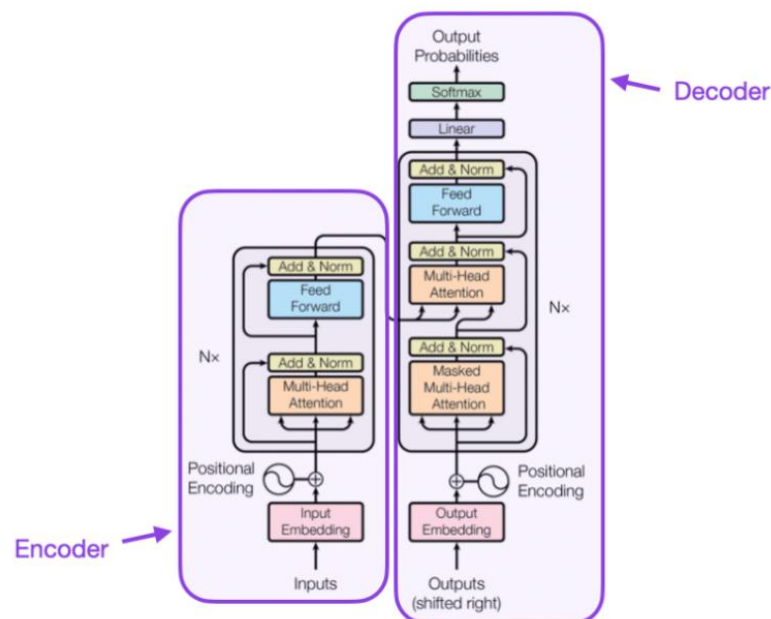 Output
Probabilities
Softmax
Linear
Add & Norm
Feed
Forward
Add & Norm
Multi-Head
Attention
Nx
Add & Norm
Masked
Multi-Head
Attention
Positional
Encoding
Output
Embedding
Outputs
(shifted right)
Decoder
Add & Norm
Feed
Forward
Nx
Add & Norm
Multi-Head
Attention
Positional
Encoding
Input
Embedding
Inputs
Encoder